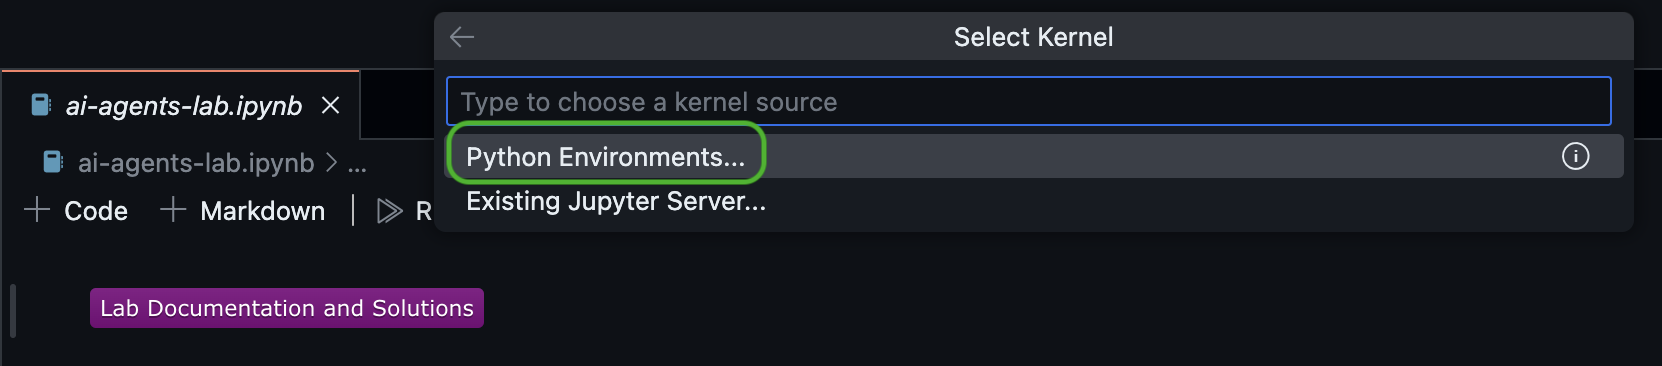 Select Kernel
ai-agents-lab.ipynb
Type to choose a kernel source
ai-agents-lab.ipynb > ...
Python Environments...
Existing Jupyter Server...
Code
Markdown
R
Lab Documentation and Solutions